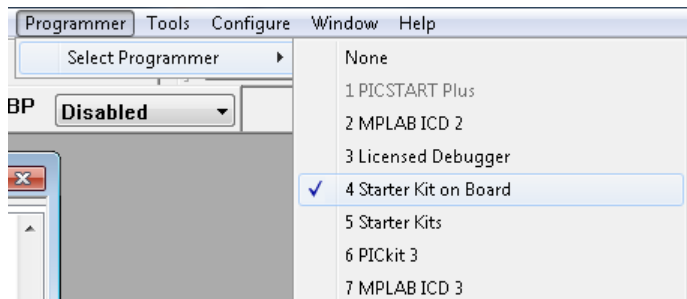 Programmer Tools Configure Window Help
Select Programmer
None
1 PICSTART Plus
BP Disabled
2 MPLAB ICD 2
3 Licensed Debugger
4 Starter Kit on Board
5 Starter Kits
6 PICkit 3
7 MPLAB ICD 3